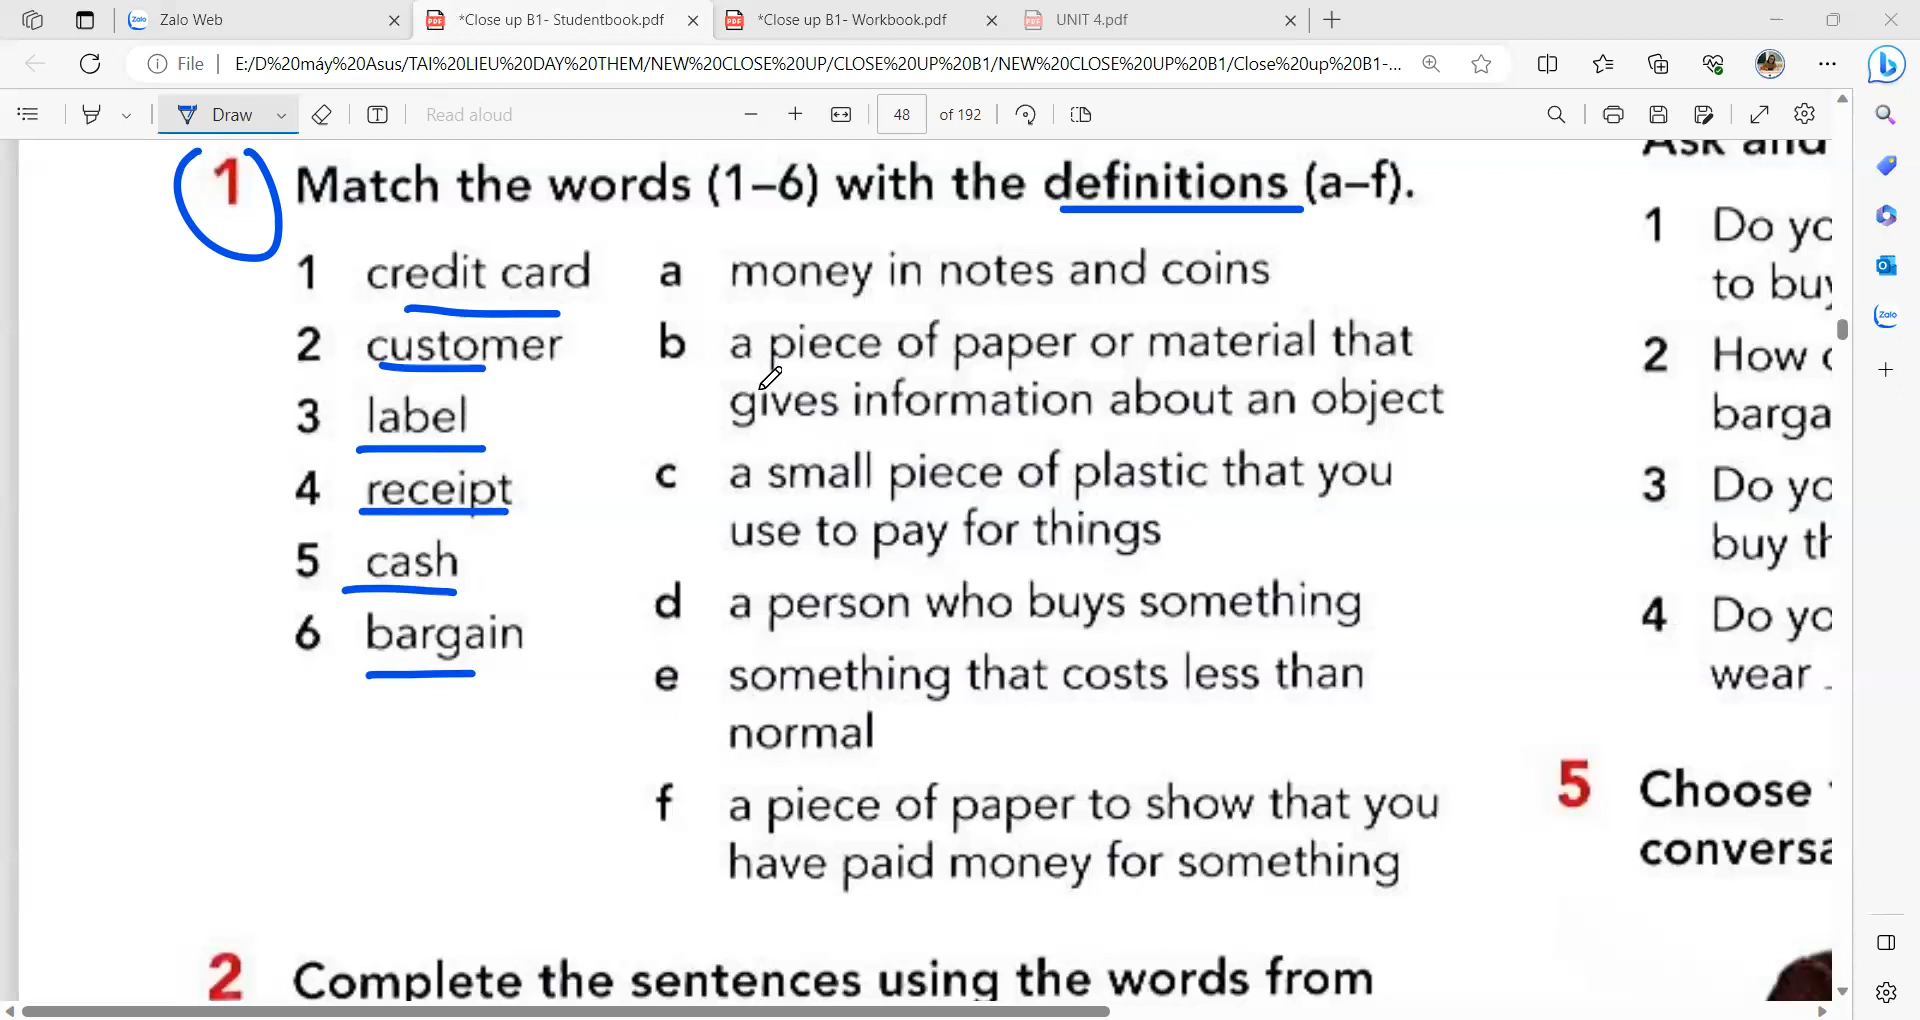 Zalo Web
*Close up B1- Studentbook.pdf
*Close up B1- Workbook.pdf
UNIT 4.pdf
File
E:/D%20máy%20Asus/TAI%20LIEU%20DAY%20THEM/NEW%20CLOSE%20UP/CLOSE%20UP%20B1/NEW%20CLOSE%20UP%20B1/Close%20up%20B1-...
Draw
Read aloud
48 of 192
1 Match the words (1–6) with the definitions (a–f).
1 credit card
2 customer
3 label
4 receipt
5 cash
6 bargain
a money in notes and coins
b a piece of paper or material that
gives information about an object
c a small piece of plastic that you
use to pay for things
d a person who buys something
e something that costs less than
normal
f a piece of paper to show that you
have paid money for something
2 Complete the sentences using the words from
Ask and
1 Do yo
to buy
2 How
barga
3 Do yo
buy th
4 Do yo
wear
5 Choose
conversa
Zalo